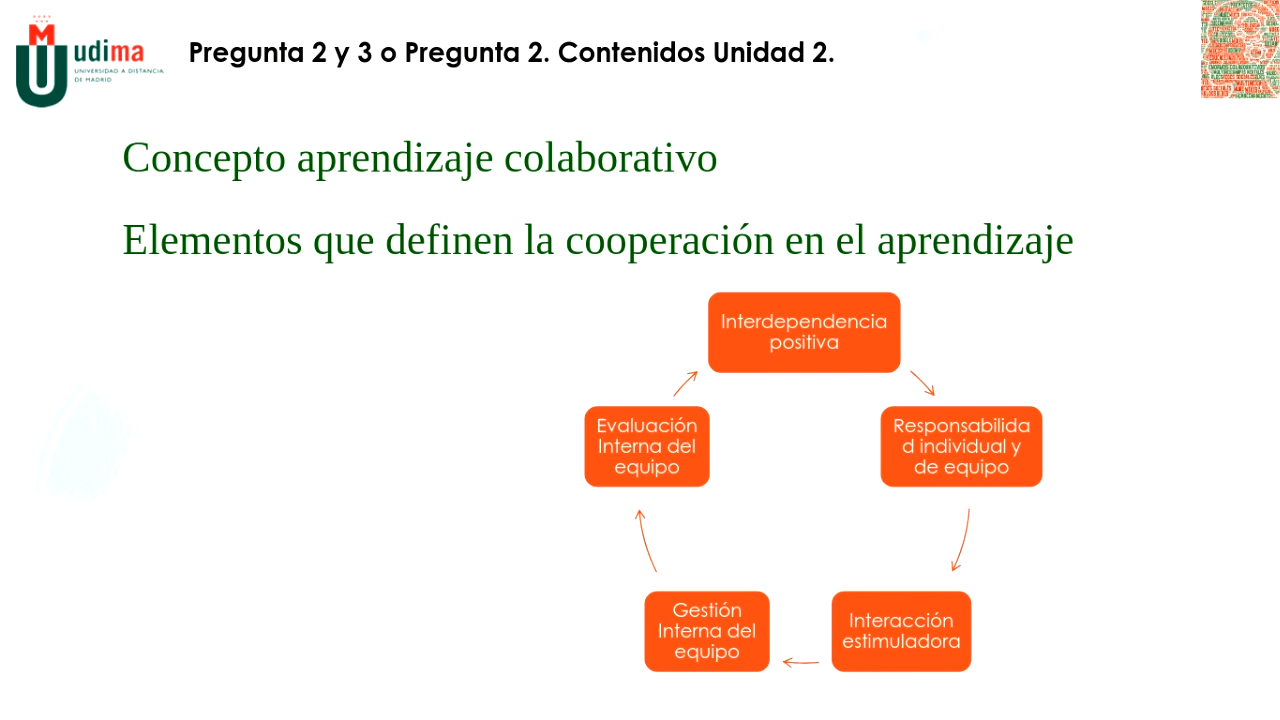 udima
UNIVERSIDAD A DISTANCIA
DE MADRID
Pregunta 2 y 3 o Pregunta 2. Contenidos Unidad 2.
Concepto aprendizaje colaborativo
Elementos que definen la cooperación en el aprendizaje
Interdependencia
positiva
Responsabilida
d individual y
de equipo
Interacción
estimuladora
Gestión
Interna del
equipo
Evaluación
Interna del
equipo